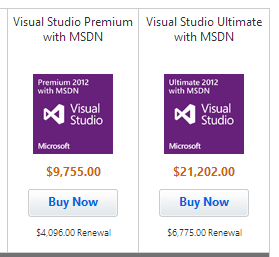 Visual Studio Premium
with MSDN
Premium 2012
with MSDN
Visual
Studio
Microsoft
$9,755.00
Buy Now
$4,096.00 Renewal
Visual Studio Ultimate
with MSDN
Ultimate 2012
with MSDN
Visual
Studio
Microsoft
$21,202.00
Buy Now
$6,775.00 Renewal